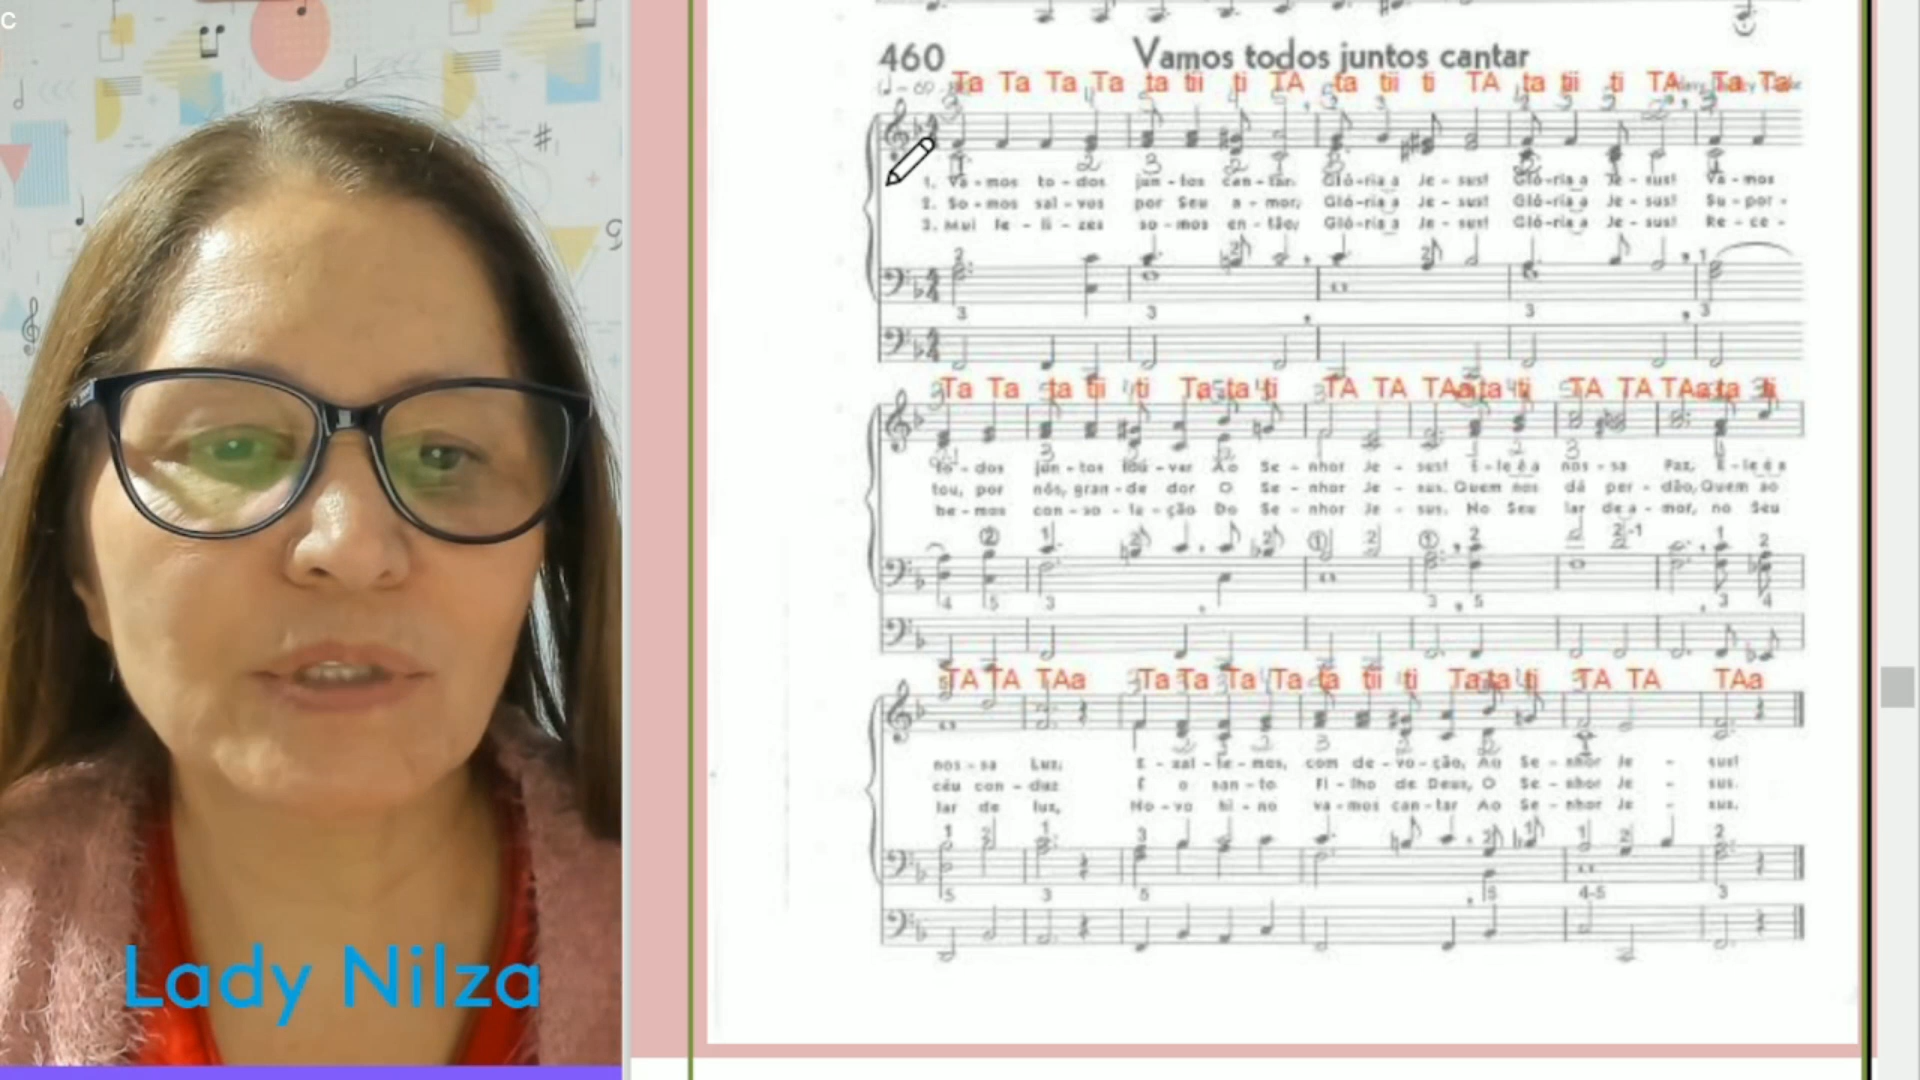 c
460 Vamos todos juntos cantar
Ta Ta Ta Ta ta tii ti TA ta tii ti TA ta tii ti TA Ta Ta
1. Va - mos to - dos jun - tos can - tar. Gló - ria a Je - sus! Gló - ria a Je - sus! Va - mos
2. So - mos sal - vos por Seu a - mor; Gló - ria a Je - sus! Gló - ria a Je - sus! Su - por -
3. Mui fe - li - zes so - mos en - tão; Gló - ria a Je - sus! Gló - ria a Je - sus! Re - ce -
Ta Ta ta tii ti Ta ta ti TA TA TAa ta ti TA TA TAa ta ti
to - dos jun - tos lou - var Ao Se - nhor Je - sus! E - le é a nos - sa Paz, E - le é a
tou, por nós, gran - de dor O Se - nhor Je - sus. Quem nos dá per - dão, Quem ao
be - mos con - so - la - ção Do Se - nhor Je - sus. No Seu lar de a - mor, no Seu
TA TA TAa Ta Ta Ta Ta ta tii ti Ta ta ti TA TA TAa
nos - sa Luz; E - xal - te - mos, com de - vo - ção, Ao Se - nhor Je - sus!
céu con - duz É o san - to Fi - lho de Deus, O Se - nhor Je - sus.
lar de luz, No - vo hi - no va - mos can - tar Ao Se - nhor Je - sus.
Lady Nilza